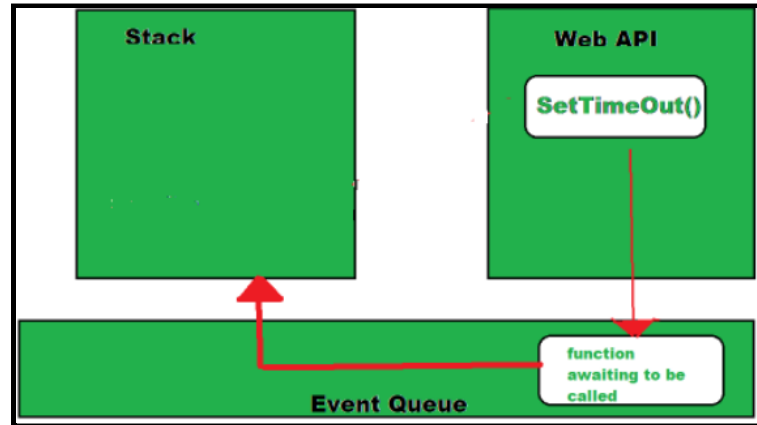 Stack
Web API
SetTimeOut()
function
awaiting to be
called
Event Queue